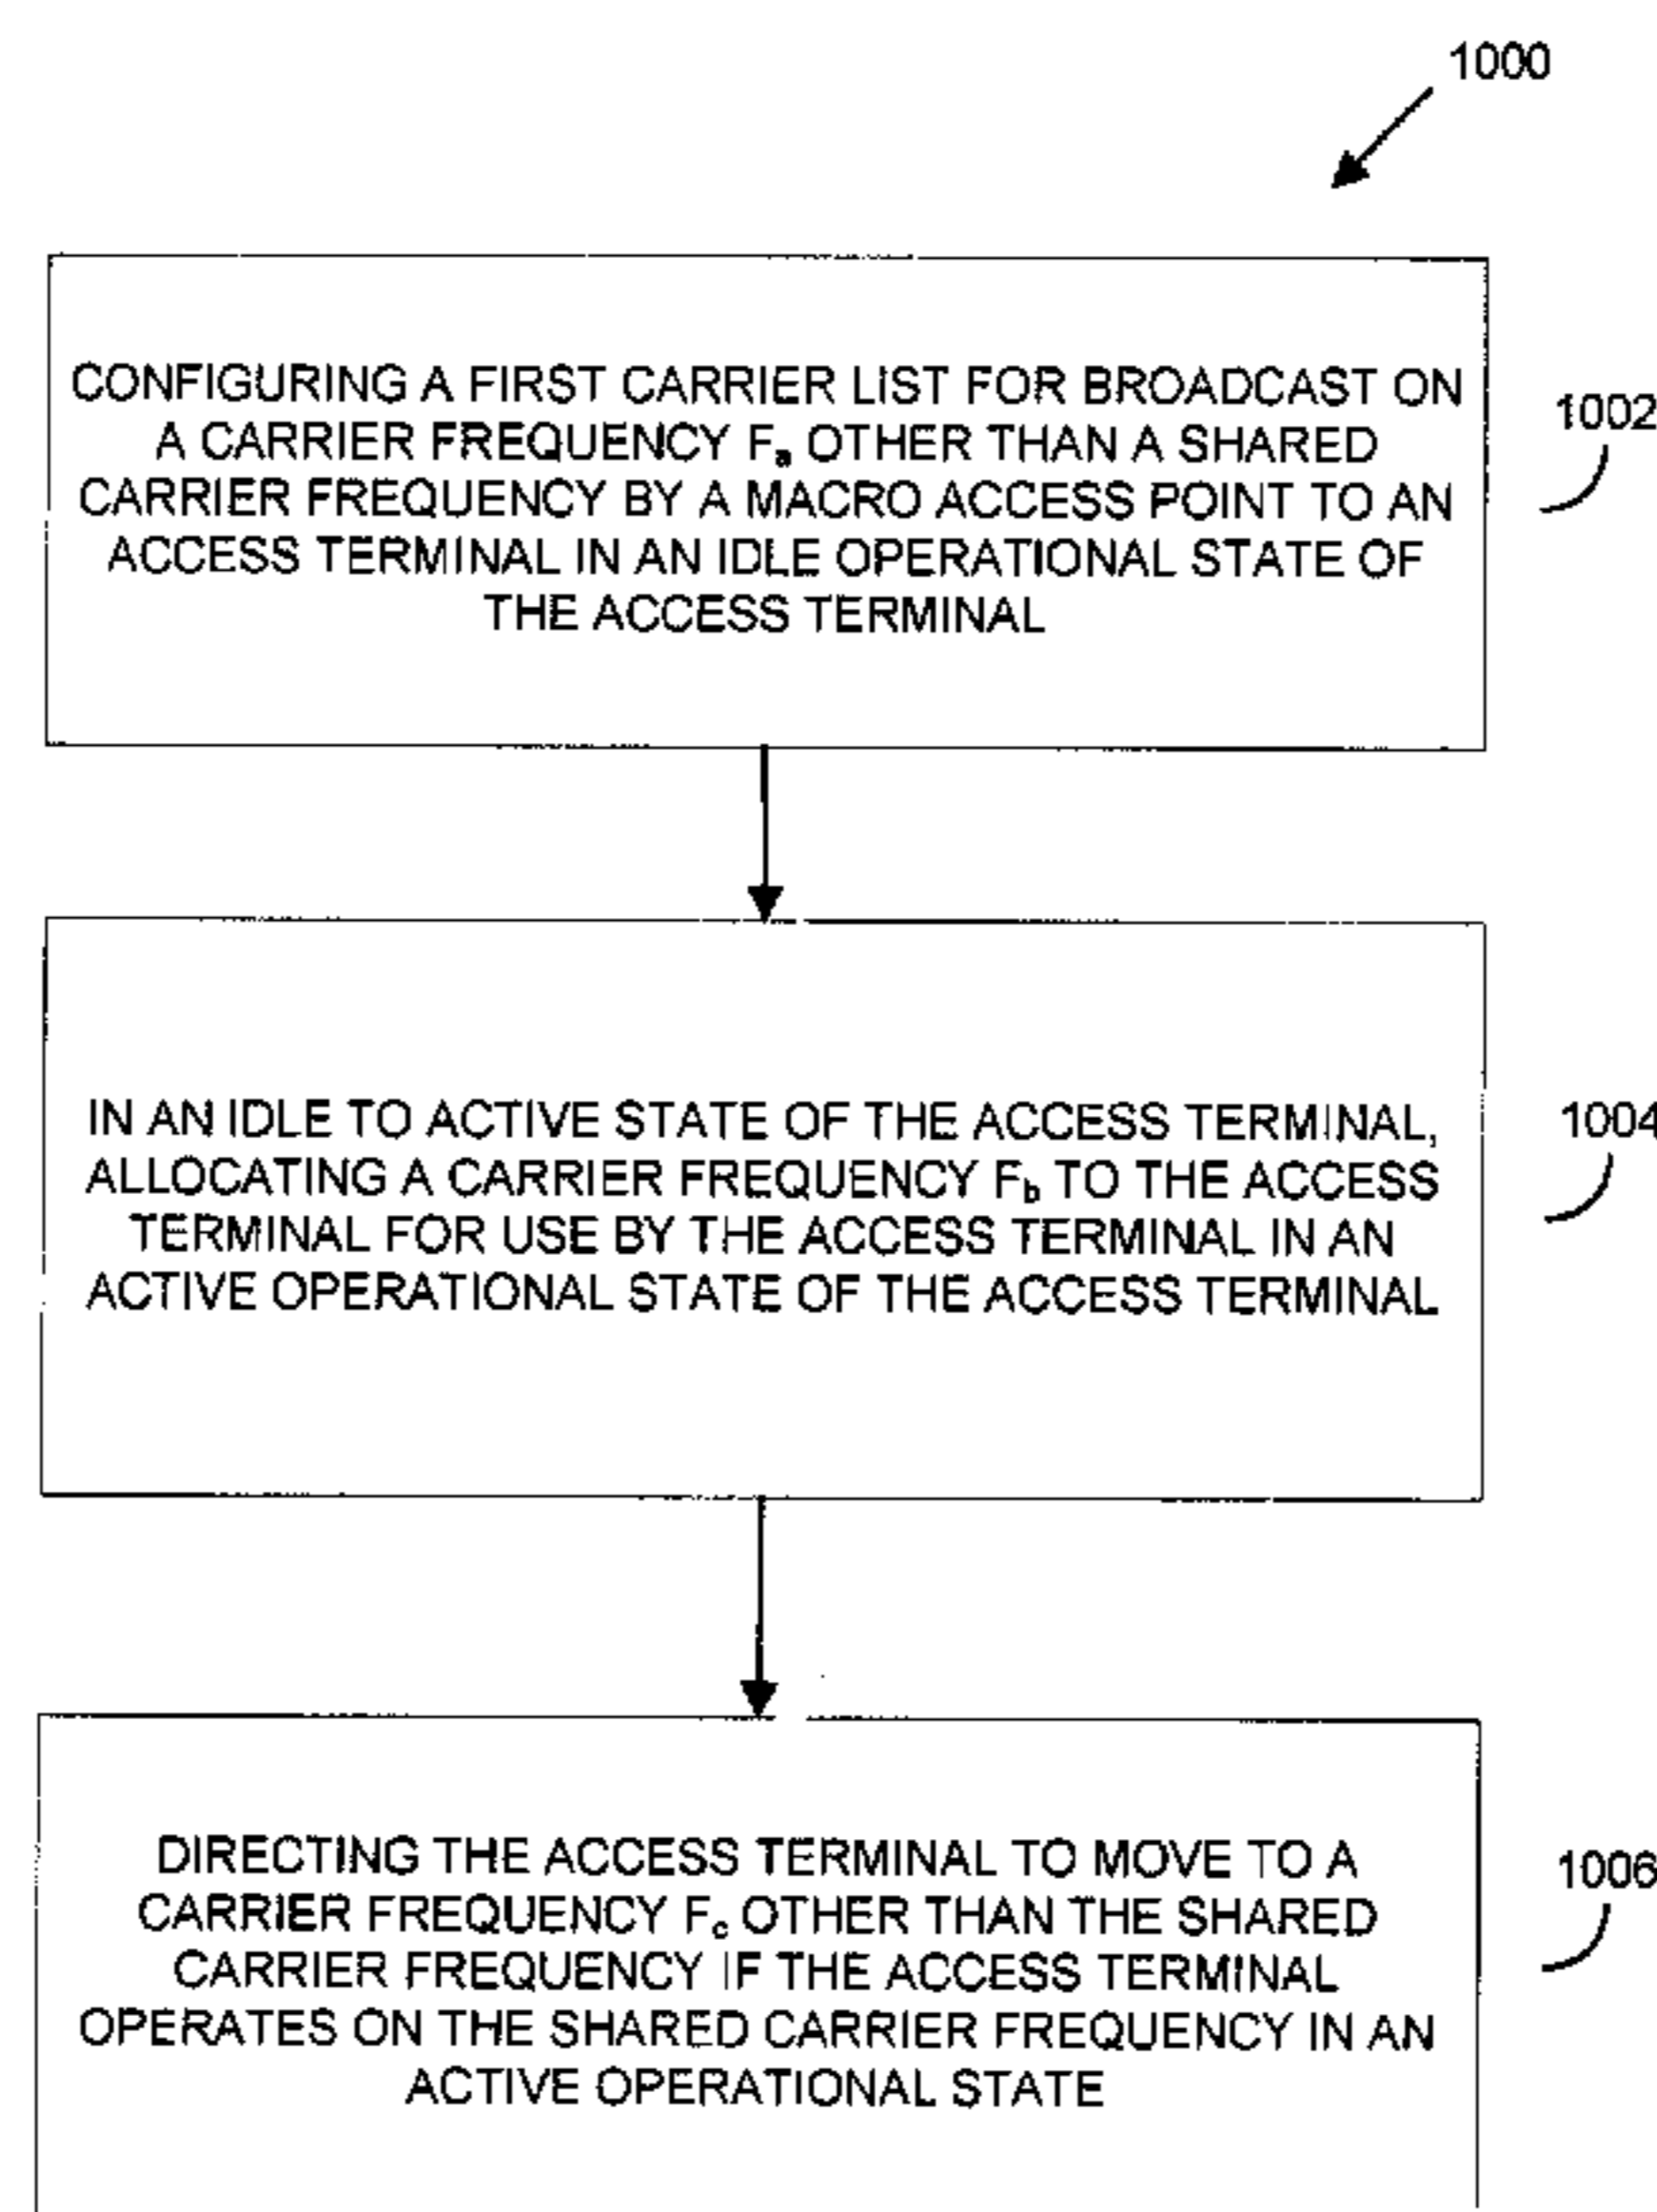 1000
CONFIGURING A FIRST CARRIER LIST FOR BROADCAST ON
A CARRIER FREQUENCY Fa OTHER THAN A SHARED
CARRIER FREQUENCY BY A MACRO ACCESS POINT TO AN
ACCESS TERMINAL IN AN IDLE OPERATIONAL STATE OF
THE ACCESS TERMINAL
1002
IN AN IDLE TO ACTIVE STATE OF THE ACCESS TERMINAL,
ALLOCATING A CARRIER FREQUENCY Fb TO THE ACCESS
TERMINAL FOR USE BY THE ACCESS TERMINAL IN AN
ACTIVE OPERATIONAL STATE OF THE ACCESS TERMINAL
1004
DIRECTING THE ACCESS TERMINAL TO MOVE TO A
CARRIER FREQUENCY Fc OTHER THAN THE SHARED
CARRIER FREQUENCY IF THE ACCESS TERMINAL
OPERATES ON THE SHARED CARRIER FREQUENCY IN AN
ACTIVE OPERATIONAL STATE
1006